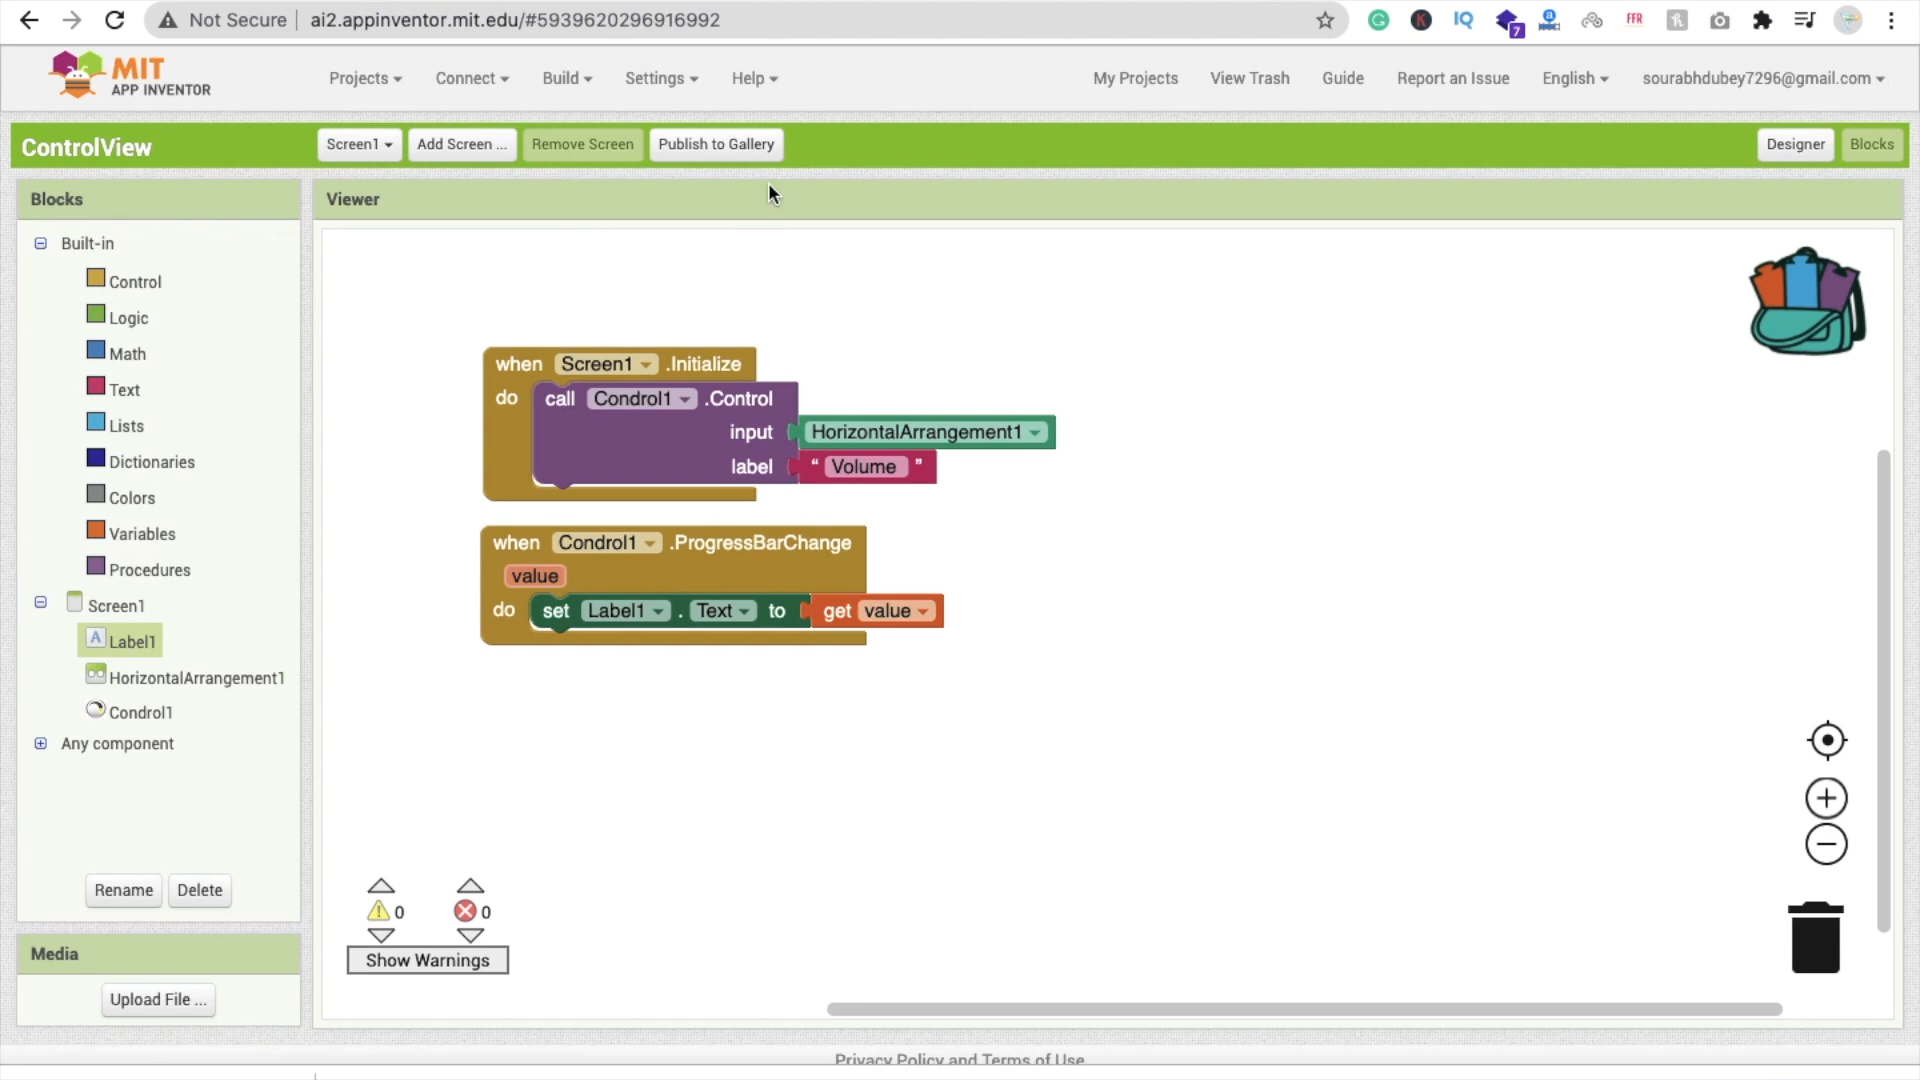 Not Secure ai2.appinventor.mit.edu/#5939620296916992
G K IQ 7 a FFR
MIT
APP INVENTOR
Projects Connect Build Settings Help My Projects View Trash Guide Report an Issue English sourabhdubey7296@gmail.com
ControlView Screen1 Add Screen ... Remove Screen Publish to Gallery Designer Blocks
Blocks
Viewer
Built-in
Control
Logic
Math
Text
Lists
Dictionaries
Colors
Variables
Procedures
Screen1
A Label1
HorizontalArrangement1
Condrol1
Any component
Rename Delete
Media
Upload File ...
when Screen1 .Initialize
do call Condrol1 .Control
input HorizontalArrangement1
label “ Volume ”
when Condrol1 .ProgressBarChange
value
do set Label1 . Text to get value
0 0
Show Warnings
Privacy Policy and Terms of Use